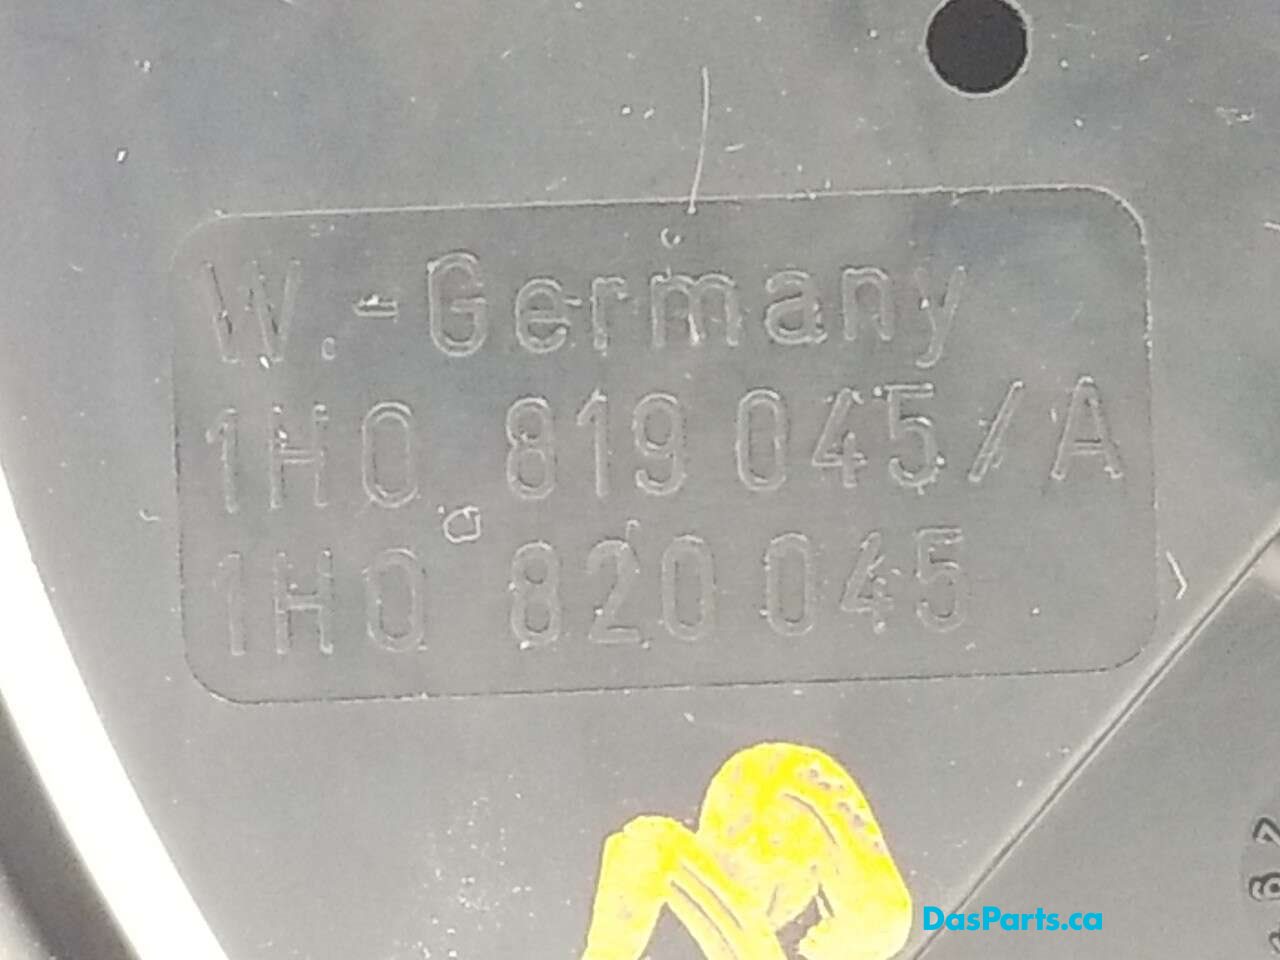 W.-Germany
1H0 819 045/A
1H0 820 045
DasParts.ca